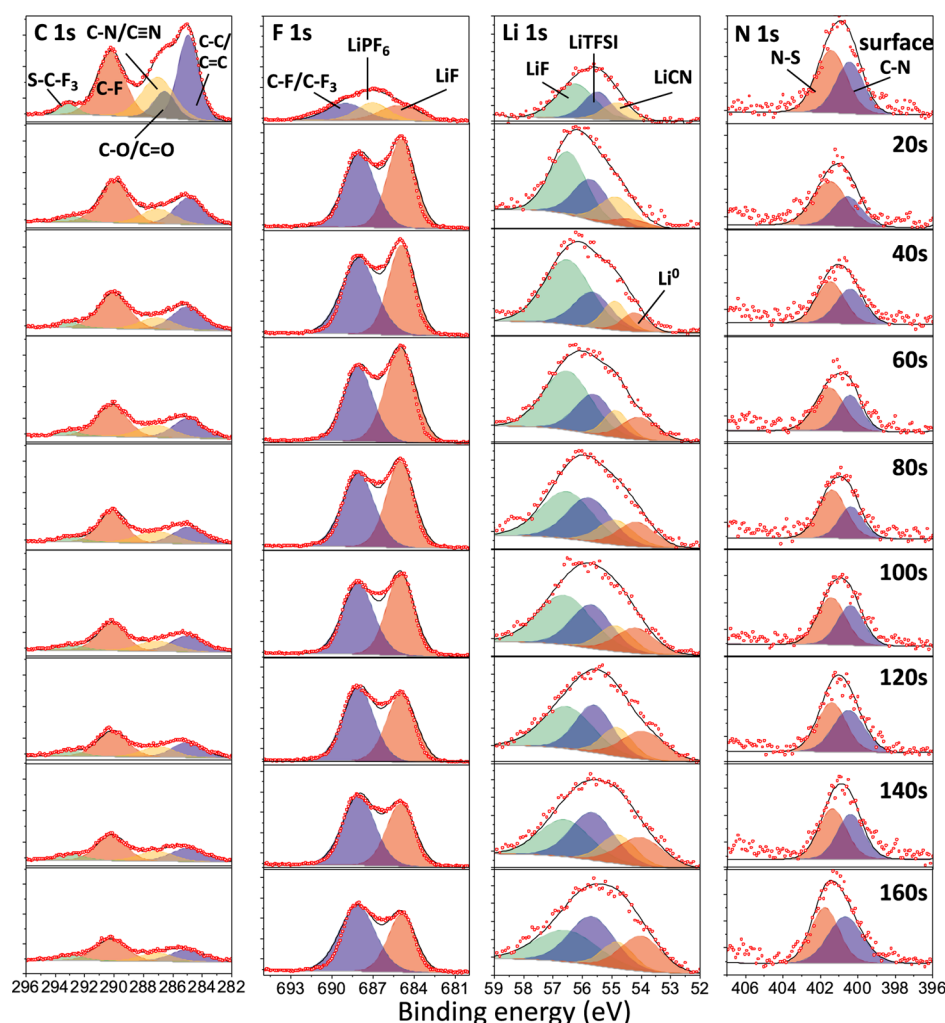 C 1s
C-N/C≡N
C-C/
C=C
S-C-F₃
C-F
C-O/C=O
F 1s
LiPF₆
C-F/C-F₃
LiF
Li 1s
LiTFSI
LiF
LiCN
N 1s
surface
N-S
C-N
20s
40s
Li⁰
60s
80s
100s
120s
140s
160s
296 294 292 290 288 286 284 282
693 690 687 684 681
59 58 57 56 55 54 53 52
406 404 402 400 398 396
Binding energy (eV)